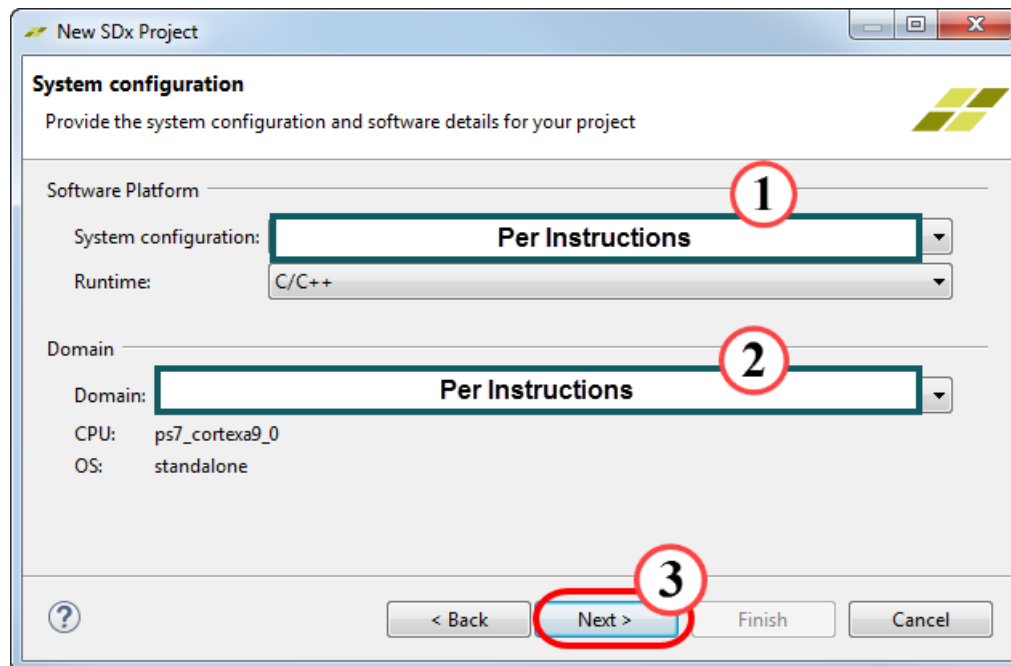 New SDx Project
System configuration
Provide the system configuration and software details for your project
Software Platform
1
System configuration: Per Instructions
Runtime: C/C++
Domain
2
Domain: Per Instructions
CPU: ps7_cortexa9_0
OS: standalone
3
? < Back Next > Finish Cancel